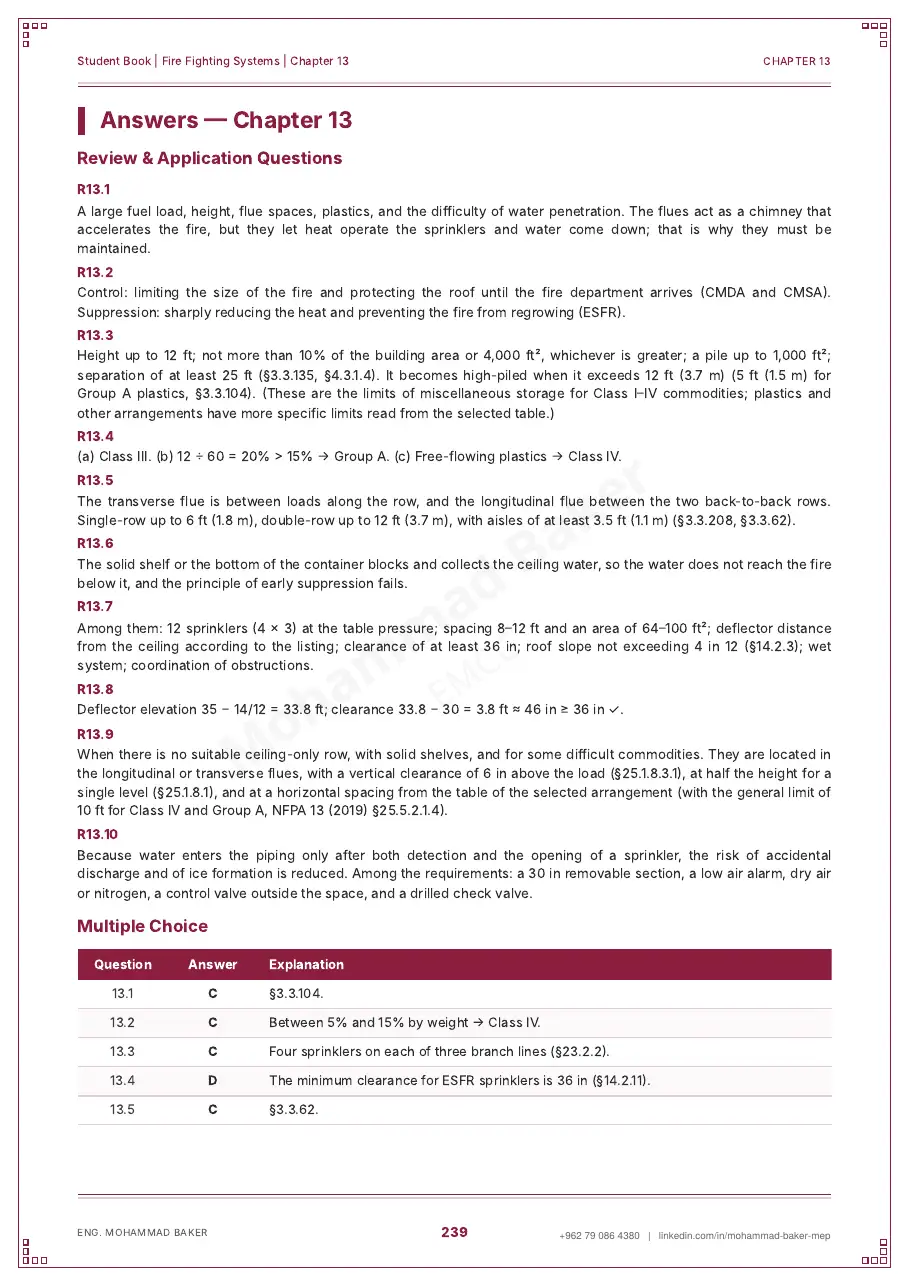 Student Book | Fire Fighting Systems | Chapter 13
CHAPTER 13
Answers — Chapter 13
Review & Application Questions
R13.1
A large fuel load, height, flue spaces, plastics, and the difficulty of water penetration. The flues act as a chimney that
accelerates the fire, but they let heat operate the sprinklers and water come down; that is why they must be
maintained.
R13.2
Control: limiting the size of the fire and protecting the roof until the fire department arrives (CMDA and CMSA).
Suppression: sharply reducing the heat and preventing the fire from regrowing (ESFR).
R13.3
Height up to 12 ft; not more than 10% of the building area or 4,000 ft², whichever is greater; a pile up to 1,000 ft²;
separation of at least 25 ft (§3.3.135, §4.3.1.4). It becomes high-piled when it exceeds 12 ft (3.7 m) (5 ft (1.5 m) for
Group A plastics, §3.3.104). (These are the limits of miscellaneous storage for Class I–IV commodities; plastics and
other arrangements have more specific limits read from the selected table.)
R13.4
(a) Class III. (b) 12 ÷ 60 = 20% > 15% → Group A. (c) Free-flowing plastics → Class IV.
R13.5
The transverse flue is between loads along the row, and the longitudinal flue between the two back-to-back rows.
Single-row up to 6 ft (1.8 m), double-row up to 12 ft (3.7 m), with aisles of at least 3.5 ft (1.1 m) (§3.3.208, §3.3.62).
R13.6
The solid shelf or the bottom of the container blocks and collects the ceiling water, so the water does not reach the fire
below it, and the principle of early suppression fails.
R13.7
Among them: 12 sprinklers (4 × 3) at the table pressure; spacing 8–12 ft and an area of 64–100 ft²; deflector distance
from the ceiling according to the listing; clearance of at least 36 in; roof slope not exceeding 4 in 12 (§14.2.3); wet
system; coordination of obstructions.
R13.8
Deflector elevation 35 − 14/12 = 33.8 ft; clearance 33.8 − 30 = 3.8 ft ≈ 46 in ≥ 36 in ✓.
R13.9
When there is no suitable ceiling-only row, with solid shelves, and for some difficult commodities. They are located in
the longitudinal or transverse flues, with a vertical clearance of 6 in above the load (§25.1.8.3.1), at half the height for a
single level (§25.1.8.1), and at a horizontal spacing from the table of the selected arrangement (with the general limit of
10 ft for Class IV and Group A, NFPA 13 (2019) §25.5.2.1.4).
R13.10
Because water enters the piping only after both detection and the opening of a sprinkler, the risk of accidental
discharge and of ice formation is reduced. Among the requirements: a 30 in removable section, a low air alarm, dry air
or nitrogen, a control valve outside the space, and a drilled check valve.
Multiple Choice
Question Answer Explanation
13.1 C §3.3.104.
13.2 C Between 5% and 15% by weight → Class IV.
13.3 C Four sprinklers on each of three branch lines (§23.2.2).
13.4 D The minimum clearance for ESFR sprinklers is 36 in (§14.2.11).
13.5 C §3.3.62.
Mohammad Baker
ENG. MOHAMMAD BAKER
239
+962 79 086 4380 | linkedin.com/in/mohammad-baker-mep